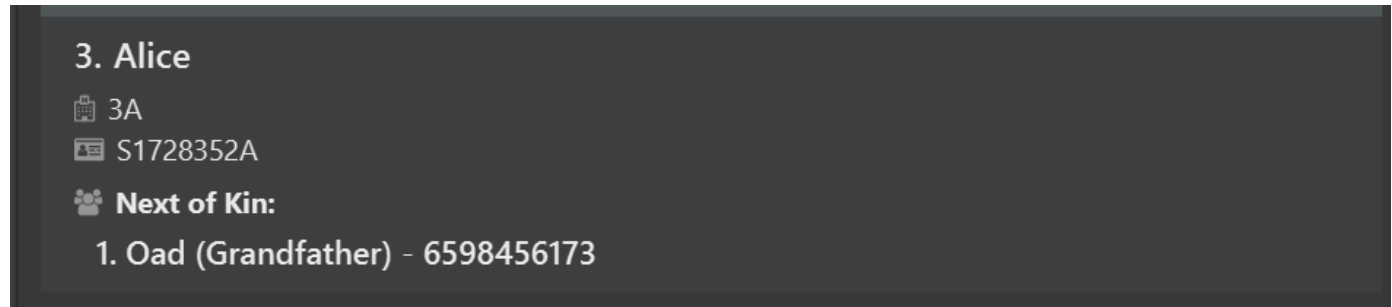 3. Alice
3A
S1728352A
Next of Kin:
1. Oad (Grandfather) - 6598456173